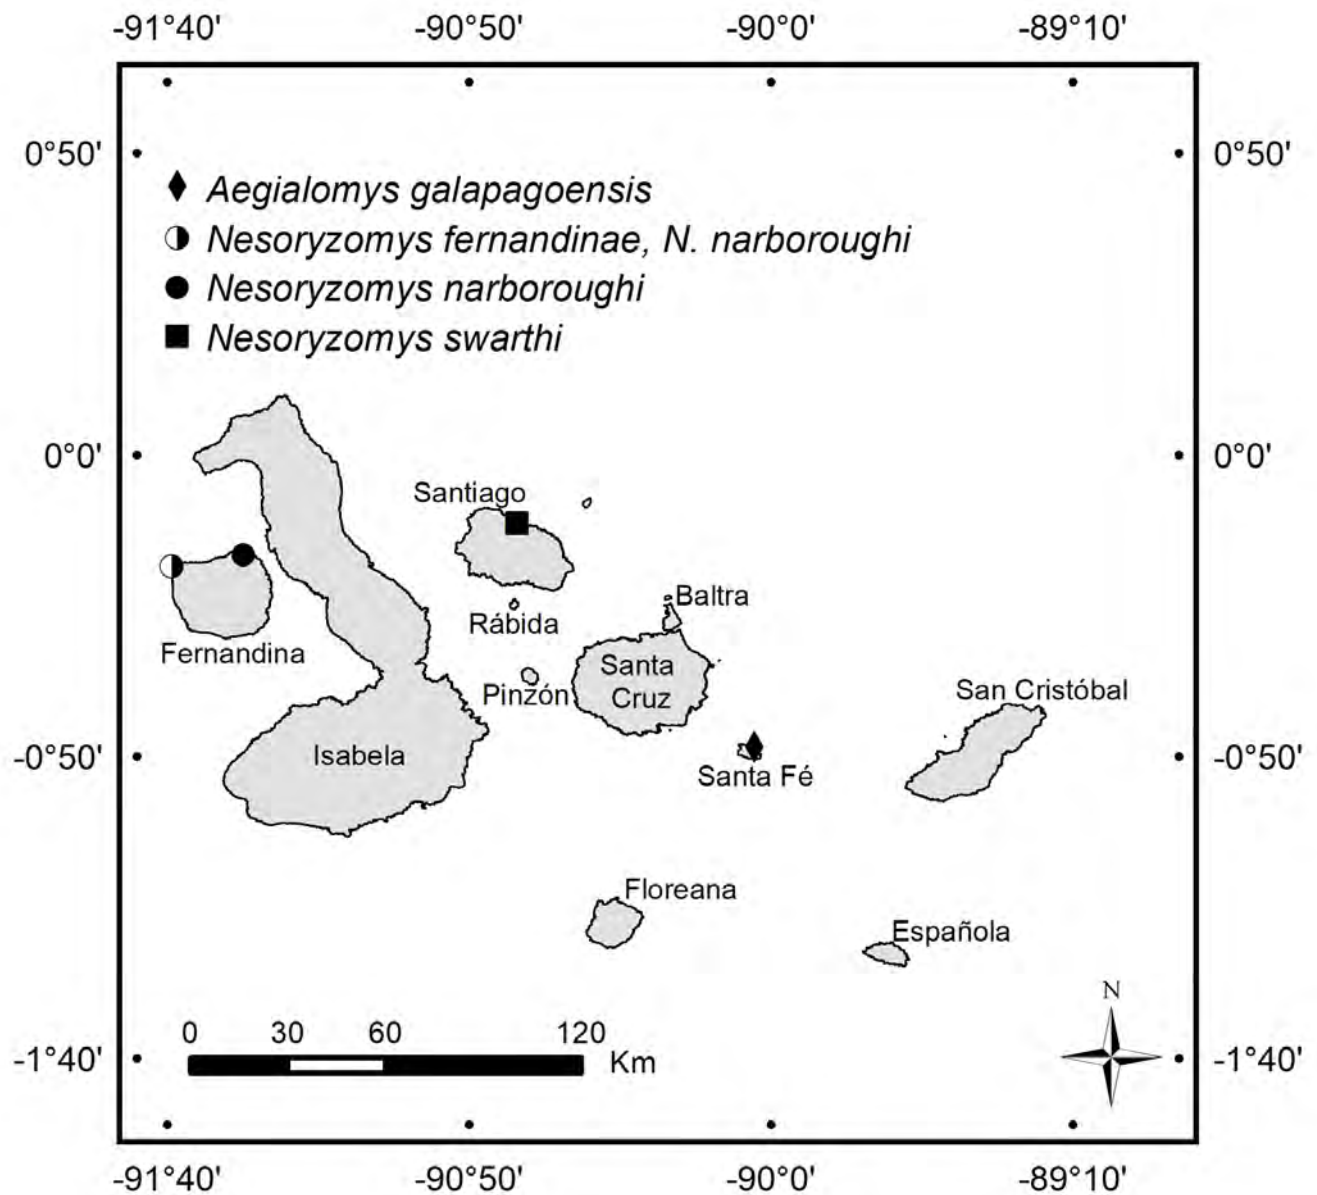 -91°40' -90°50' -90°0' -89°10'
0°50' 0°50'
Aegialomys galapagoensis
Nesoryzomys fernandinae, N. narboroughi
Nesoryzomys narboroughi
Nesoryzomys swarthi
0°0' 0°0'
Santiago
Baltra
Rábida
Fernandina
Santa
Cruz
Pinzón
San Cristóbal
Isabela
-0°50' -0°50'
Santa Fé
Floreana
Española
N
0 30 60 120
Km
-1°40' -1°40'
-91°40' -90°50' -90°0' -89°10'